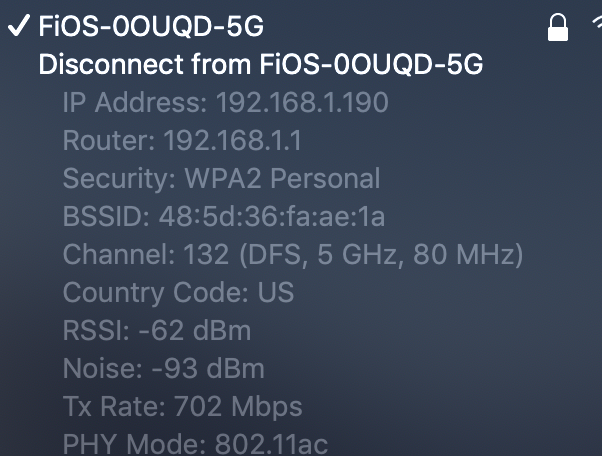 FiOS-0OUQD-5G
Disconnect from FiOS-0OUQD-5G
IP Address: 192.168.1.190
Router: 192.168.1.1
Security: WPA2 Personal
BSSID: 48:5d:36:fa:ae:1a
Channel: 132 (DFS, 5 GHz, 80 MHz)
Country Code: US
RSSI: -62 dBm
Noise: -93 dBm
Tx Rate: 702 Mbps
PHY Mode: 802.11ac